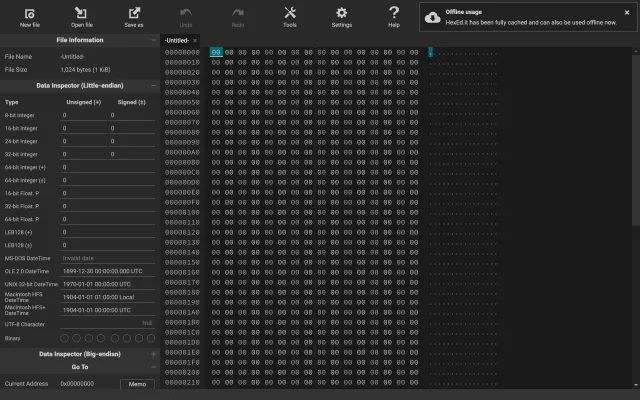 New file Open file Save as Undo Redo Tools Settings Help
Offline usage
HexEd.it has been fully cached and can also be used offline now.
File Information
File Name -Untitled-
File Size 1,024 bytes (1 KiB)
Data Inspector (Little-endian)
Type Unsigned (+) Signed (±)
8-bit Integer 0 0
16-bit Integer 0 0
24-bit Integer 0 0
32-bit Integer 0 0
64-bit Integer (+) 0
64-bit Integer (±) 0
16-bit Float. P. 0
32-bit Float. P. 0
64-bit Float. P. 0
LEB128 (+) 0
LEB128 (±) 0
MS-DOS DateTime Invalid date
OLE 2.0 DateTime 1899-12-30 00:00:00.000 UTC
UNIX 32-bit DateTime 1970-01-01 00:00:00 UTC
Macintosh HFS DateTime 1904-01-01 01:00:00 Local
Macintosh HFS+ DateTime 1904-01-01 00:00:00 UTC
UTF-8 Character Null
Binary
Data Inspector (Big-endian)
Go To
Current Address 0x00000000 Memo
-Untitled- ×
00000000 00 00 00 00 00 00 00 00 00 00 00 00 00 00 00 00 . . . . . . . . . . . . . . . .
00000010 00 00 00 00 00 00 00 00 00 00 00 00 00 00 00 00 . . . . . . . . . . . . . . . .
00000020 00 00 00 00 00 00 00 00 00 00 00 00 00 00 00 00 . . . . . . . . . . . . . . . .
00000030 00 00 00 00 00 00 00 00 00 00 00 00 00 00 00 00 . . . . . . . . . . . . . . . .
00000040 00 00 00 00 00 00 00 00 00 00 00 00 00 00 00 00 . . . . . . . . . . . . . . . .
00000050 00 00 00 00 00 00 00 00 00 00 00 00 00 00 00 00 . . . . . . . . . . . . . . . .
00000060 00 00 00 00 00 00 00 00 00 00 00 00 00 00 00 00 . . . . . . . . . . . . . . . .
00000070 00 00 00 00 00 00 00 00 00 00 00 00 00 00 00 00 . . . . . . . . . . . . . . . .
00000080 00 00 00 00 00 00 00 00 00 00 00 00 00 00 00 00 . . . . . . . . . . . . . . . .
00000090 00 00 00 00 00 00 00 00 00 00 00 00 00 00 00 00 . . . . . . . . . . . . . . . .
000000A0 00 00 00 00 00 00 00 00 00 00 00 00 00 00 00 00 . . . . . . . . . . . . . . . .
000000B0 00 00 00 00 00 00 00 00 00 00 00 00 00 00 00 00 . . . . . . . . . . . . . . . .
000000C0 00 00 00 00 00 00 00 00 00 00 00 00 00 00 00 00 . . . . . . . . . . . . . . . .
000000D0 00 00 00 00 00 00 00 00 00 00 00 00 00 00 00 00 . . . . . . . . . . . . . . . .
000000E0 00 00 00 00 00 00 00 00 00 00 00 00 00 00 00 00 . . . . . . . . . . . . . . . .
000000F0 00 00 00 00 00 00 00 00 00 00 00 00 00 00 00 00 . . . . . . . . . . . . . . . .
00000100 00 00 00 00 00 00 00 00 00 00 00 00 00 00 00 00 . . . . . . . . . . . . . . . .
00000110 00 00 00 00 00 00 00 00 00 00 00 00 00 00 00 00 . . . . . . . . . . . . . . . .
00000120 00 00 00 00 00 00 00 00 00 00 00 00 00 00 00 00 . . . . . . . . . . . . . . . .
00000130 00 00 00 00 00 00 00 00 00 00 00 00 00 00 00 00 . . . . . . . . . . . . . . . .
00000140 00 00 00 00 00 00 00 00 00 00 00 00 00 00 00 00 . . . . . . . . . . . . . . . .
00000150 00 00 00 00 00 00 00 00 00 00 00 00 00 00 00 00 . . . . . . . . . . . . . . . .
00000160 00 00 00 00 00 00 00 00 00 00 00 00 00 00 00 00 . . . . . . . . . . . . . . . .
00000170 00 00 00 00 00 00 00 00 00 00 00 00 00 00 00 00 . . . . . . . . . . . . . . . .
00000180 00 00 00 00 00 00 00 00 00 00 00 00 00 00 00 00 . . . . . . . . . . . . . . . .
00000190 00 00 00 00 00 00 00 00 00 00 00 00 00 00 00 00 . . . . . . . . . . . . . . . .
000001A0 00 00 00 00 00 00 00 00 00 00 00 00 00 00 00 00 . . . . . . . . . . . . . . . .
000001B0 00 00 00 00 00 00 00 00 00 00 00 00 00 00 00 00 . . . . . . . . . . . . . . . .
000001C0 00 00 00 00 00 00 00 00 00 00 00 00 00 00 00 00 . . . . . . . . . . . . . . . .
000001D0 00 00 00 00 00 00 00 00 00 00 00 00 00 00 00 00 . . . . . . . . . . . . . . . .
000001E0 00 00 00 00 00 00 00 00 00 00 00 00 00 00 00 00 . . . . . . . . . . . . . . . .
000001F0 00 00 00 00 00 00 00 00 00 00 00 00 00 00 00 00 . . . . . . . . . . . . . . . .
00000200 00 00 00 00 00 00 00 00 00 00 00 00 00 00 00 00 . . . . . . . . . . . . . . . .
00000210 00 00 00 00 00 00 00 00 00 00 00 00 00 00 00 00 . . . . . . . . . . . . . . . .